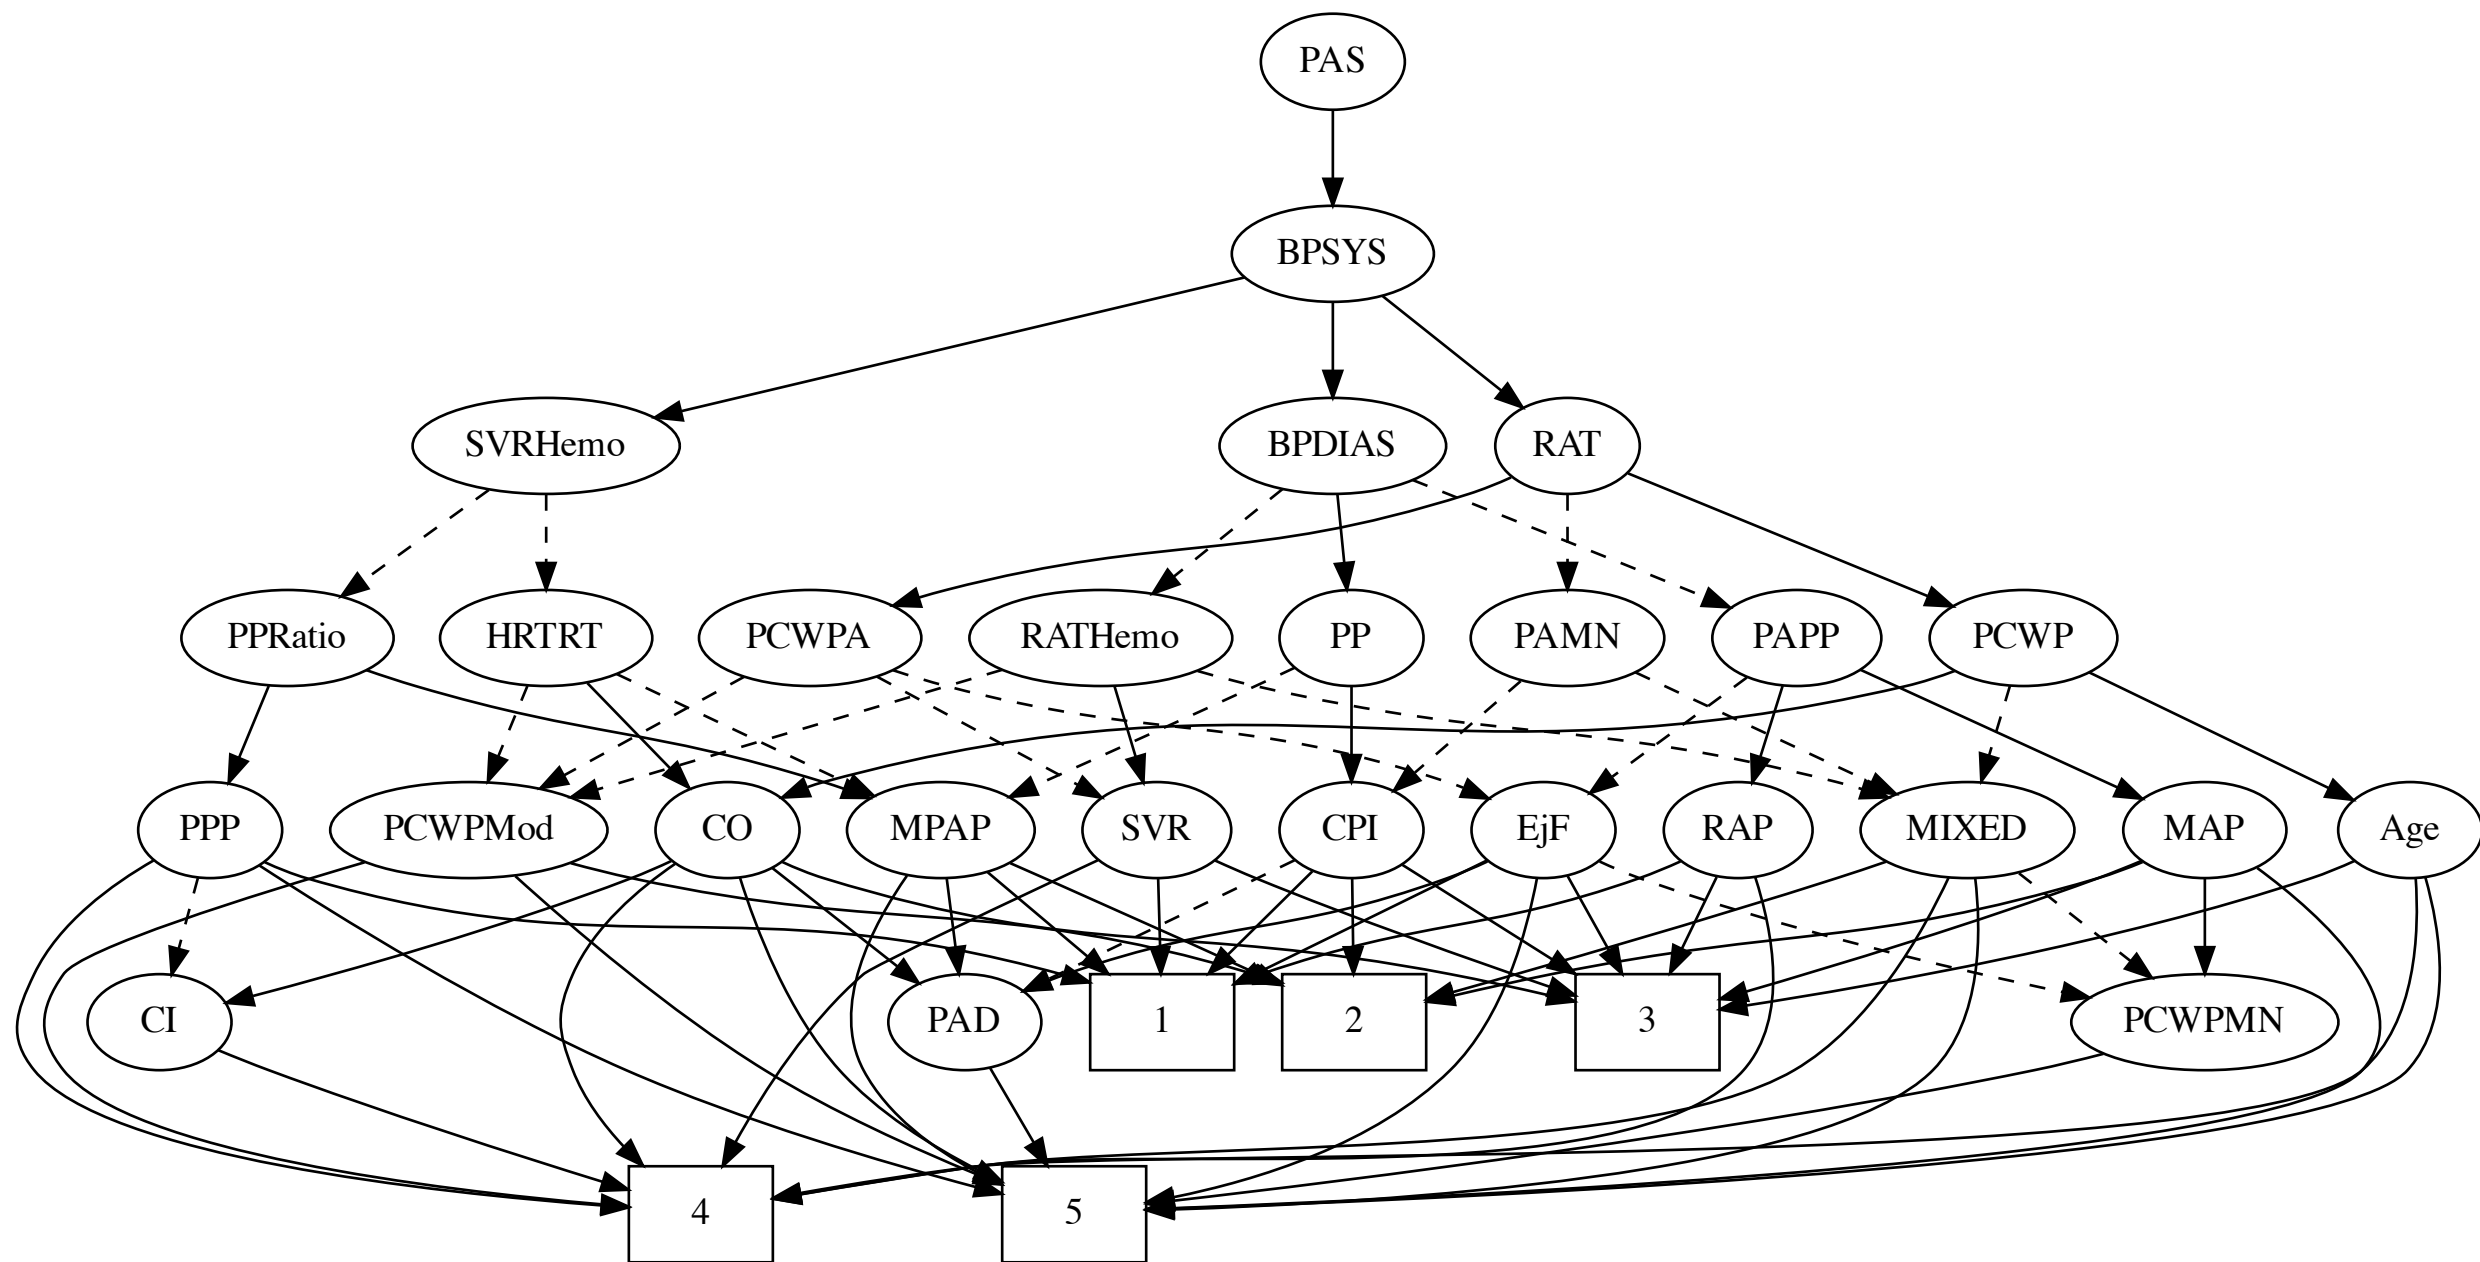 PAS
BPSYS
SVRHemo
BPDIAS
RAT
PPRatio
HRTRT
PCWPA
RATHemo
PP
PAMN
PAPP
PCWP
PPP
PCWPMod
CO
MPAP
SVR
CPI
EjF
RAP
MIXED
MAP
Age
CI
PAD
1
2
3
PCWPMN
4
5